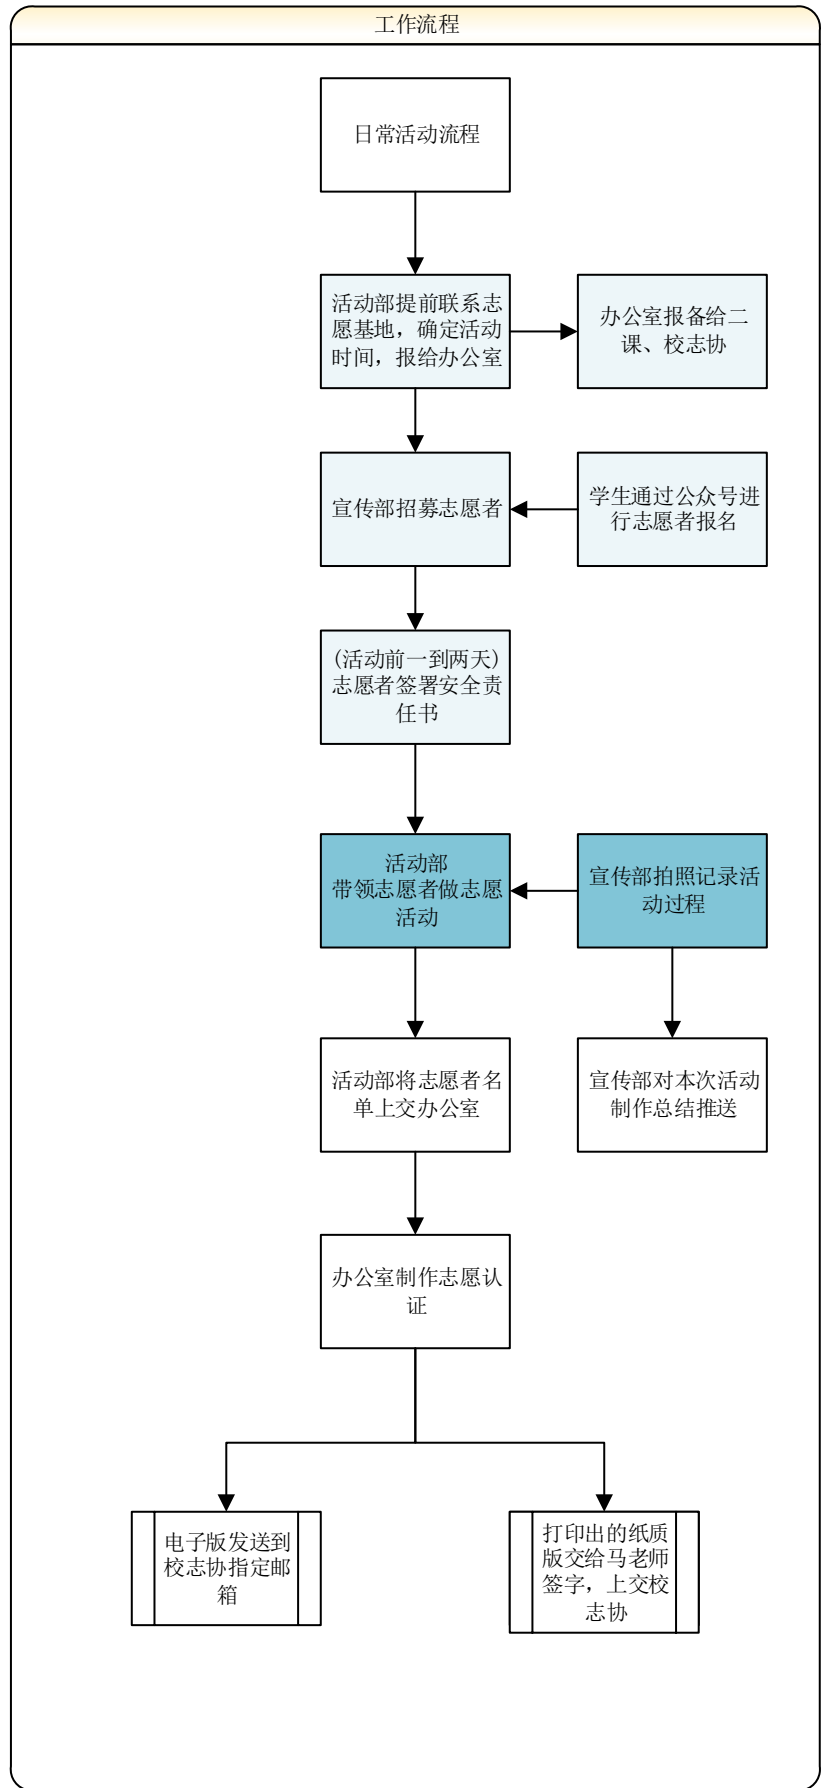 工作流程
日常活动流程
活动部提前联系志
愿基地，确定活动
时间，报给办公室
办公室报备给二
课、校志协
宣传部招募志愿者
学生通过公众号进
行志愿者报名
(活动前一到两天)
志愿者签署安全责
任书
活动部
带领志愿者做志愿
活动
宣传部拍照记录活
动过程
活动部将志愿者名
单上交办公室
宣传部对本次活动
制作总结推送
办公室制作志愿认
证
电子版发送到
校志协指定邮
箱
打印出的纸质
版交给马老师
签字，上交校
志协